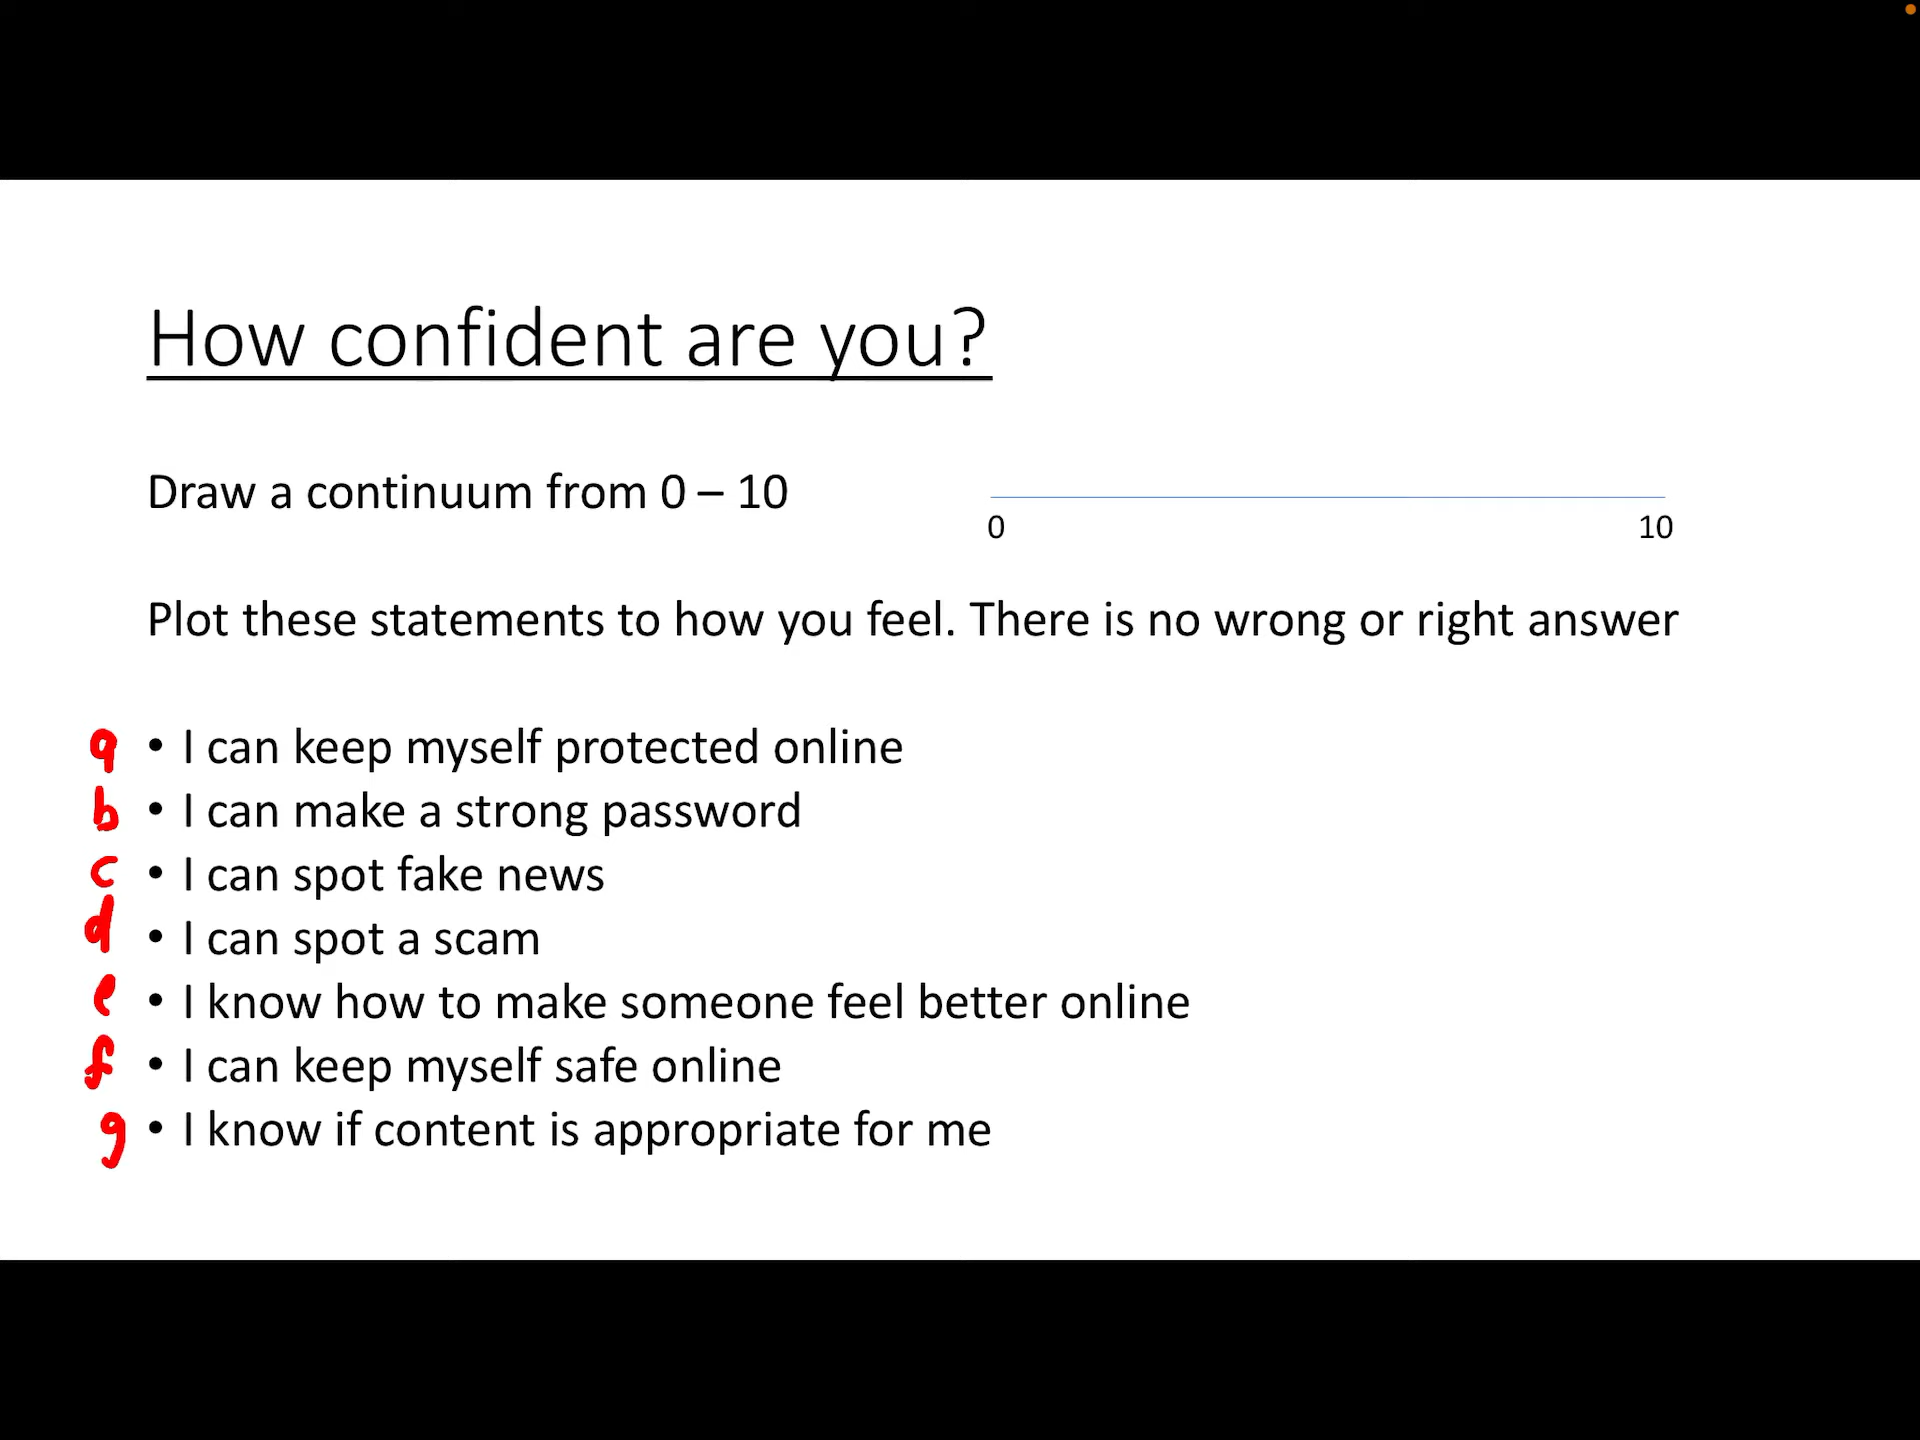 How confident are you?
Draw a continuum from 0 – 10
0 10
Plot these statements to how you feel. There is no wrong or right answer
a • I can keep myself protected online
b • I can make a strong password
c • I can spot fake news
d • I can spot a scam
e • I know how to make someone feel better online
f • I can keep myself safe online
g • I know if content is appropriate for me